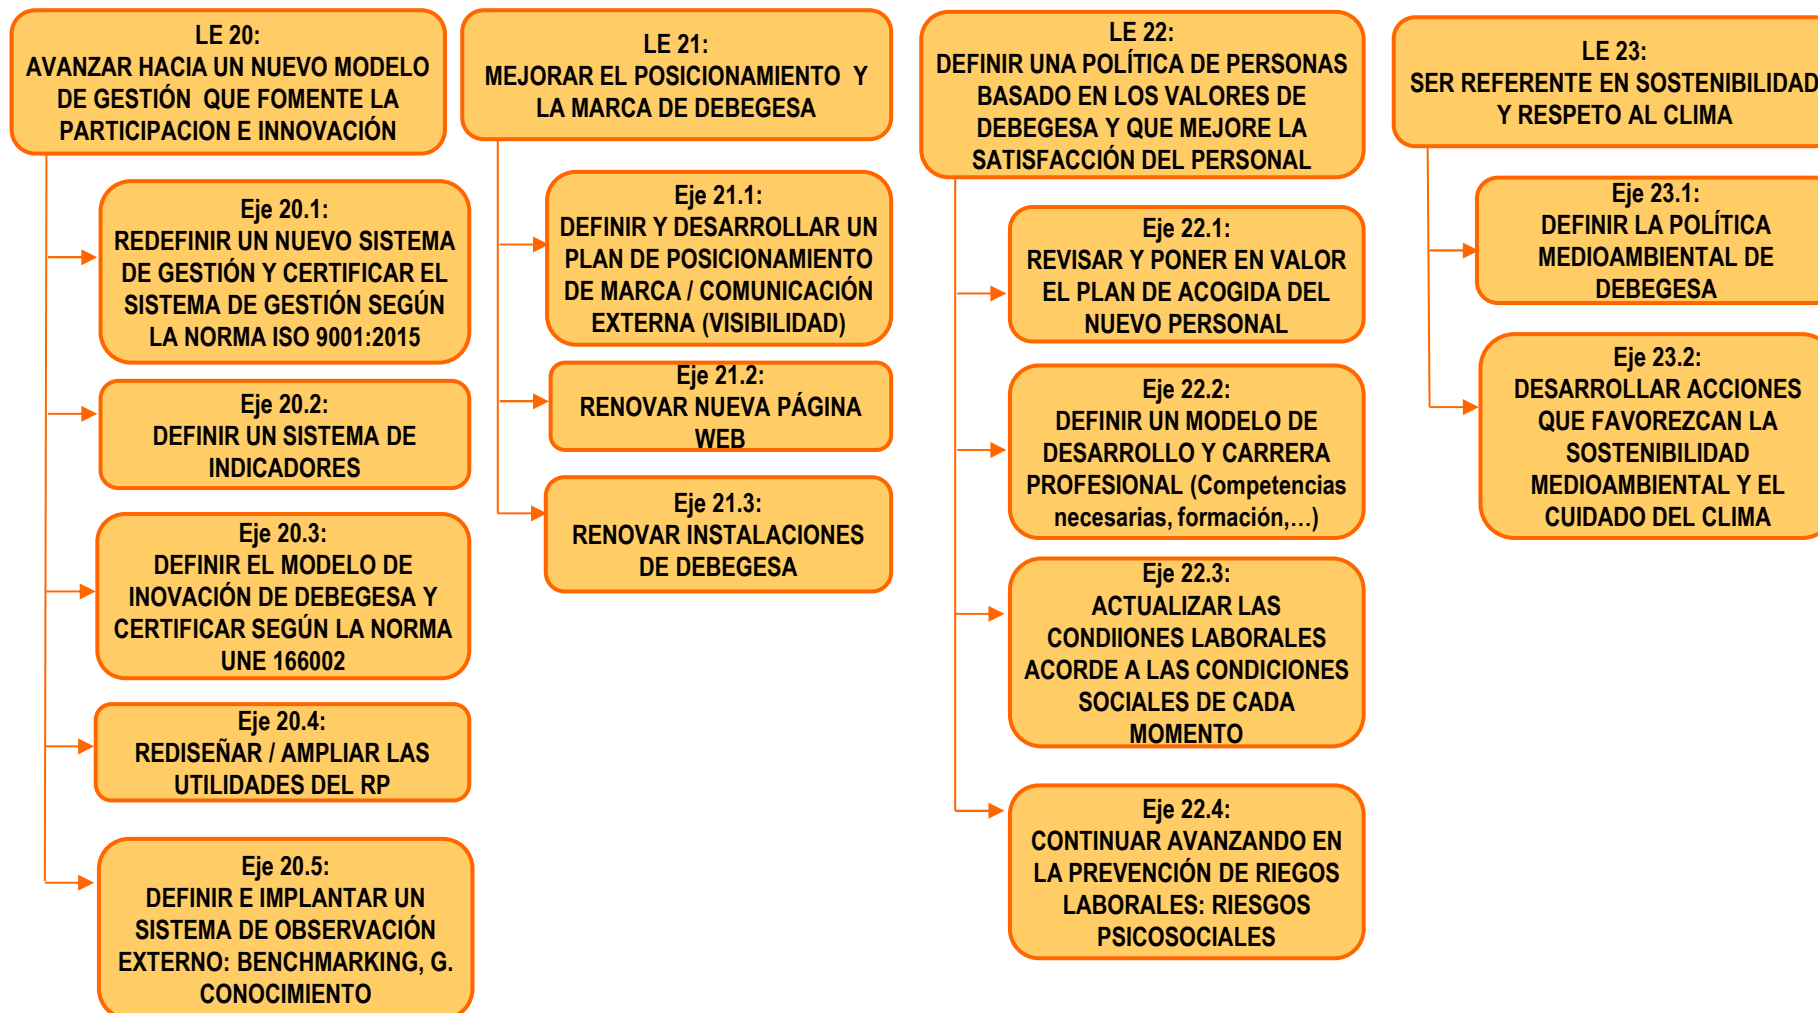 LE 20:
AVANZAR HACIA UN NUEVO MODELO
DE GESTIÓN QUE FOMENTE LA
PARTICIPACION E INNOVACIÓN
Eje 20.1:
REDEFINIR UN NUEVO SISTEMA
DE GESTIÓN Y CERTIFICAR EL
SISTEMA DE GESTIÓN SEGÚN
LA NORMA ISO 9001:2015
Eje 20.2:
DEFINIR UN SISTEMA DE
INDICADORES
Eje 20.3:
DEFINIR EL MODELO DE
INOVACIÓN DE DEBEGESA Y
CERTIFICAR SEGÚN LA NORMA
UNE 166002
Eje 20.4:
REDISEÑAR / AMPLIAR LAS
UTILIDADES DEL RP
Eje 20.5:
DEFINIR E IMPLANTAR UN
SISTEMA DE OBSERVACIÓN
EXTERNO: BENCHMARKING, G.
CONOCIMIENTO
LE 21:
MEJORAR EL POSICIONAMIENTO Y
LA MARCA DE DEBEGESA
Eje 21.1:
DEFINIR Y DESARROLLAR UN
PLAN DE POSICIONAMIENTO
DE MARCA / COMUNICACIÓN
EXTERNA (VISIBILIDAD)
Eje 21.2:
RENOVAR NUEVA PÁGINA
WEB
Eje 21.3:
RENOVAR INSTALACIONES
DE DEBEGESA
LE 22:
DEFINIR UNA POLÍTICA DE PERSONAS
BASADO EN LOS VALORES DE
DEBEGESA Y QUE MEJORE LA
SATISFACCIÓN DEL PERSONAL
Eje 22.1:
REVISAR Y PONER EN VALOR
EL PLAN DE ACOGIDA DEL
NUEVO PERSONAL
Eje 22.2:
DEFINIR UN MODELO DE
DESARROLLO Y CARRERA
PROFESIONAL (Competencias
necesarias, formación,…)
Eje 22.3:
ACTUALIZAR LAS
CONDIIONES LABORALES
ACORDE A LAS CONDICIONES
SOCIALES DE CADA
MOMENTO
Eje 22.4:
CONTINUAR AVANZANDO EN
LA PREVENCIÓN DE RIEGOS
LABORALES: RIESGOS
PSICOSOCIALES
LE 23:
SER REFERENTE EN SOSTENIBILIDAD
Y RESPETO AL CLIMA
Eje 23.1:
DEFINIR LA POLÍTICA
MEDIOAMBIENTAL DE
DEBEGESA
Eje 23.2:
DESARROLLAR ACCIONES
QUE FAVOREZCAN LA
SOSTENIBILIDAD
MEDIOAMBIENTAL Y EL
CUIDADO DEL CLIMA